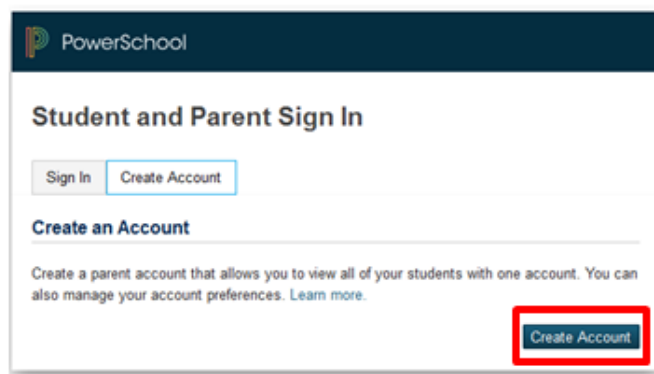 PowerSchool
Student and Parent Sign In
Sign In Create Account
Create an Account
Create a parent account that allows you to view all of your students with one account. You can
also manage your account preferences. Learn more.
Create Account